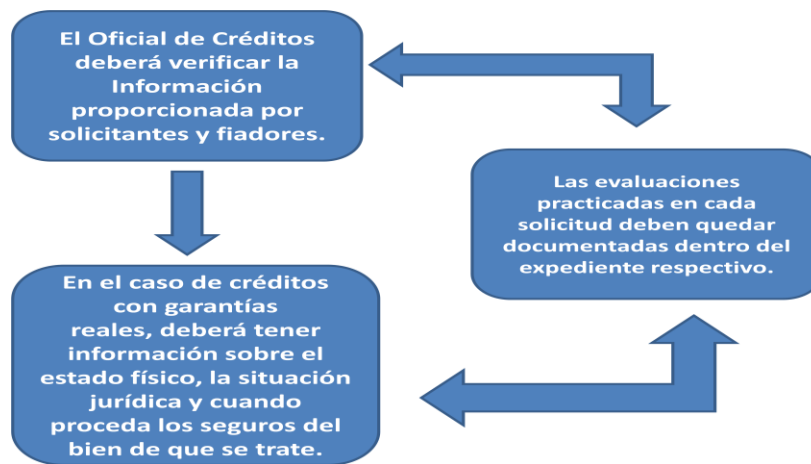 El Oficial de Créditos
deberá verificar la
Información
proporcionada por
solicitantes y fiadores.
Las evaluaciones
practicadas en cada
solicitud deben quedar
documentadas dentro del
expediente respectivo.
En el caso de créditos
con garantías
reales, deberá tener
información sobre el
estado físico, la situación
jurídica y cuando
proceda los seguros del
bien de que se trate.